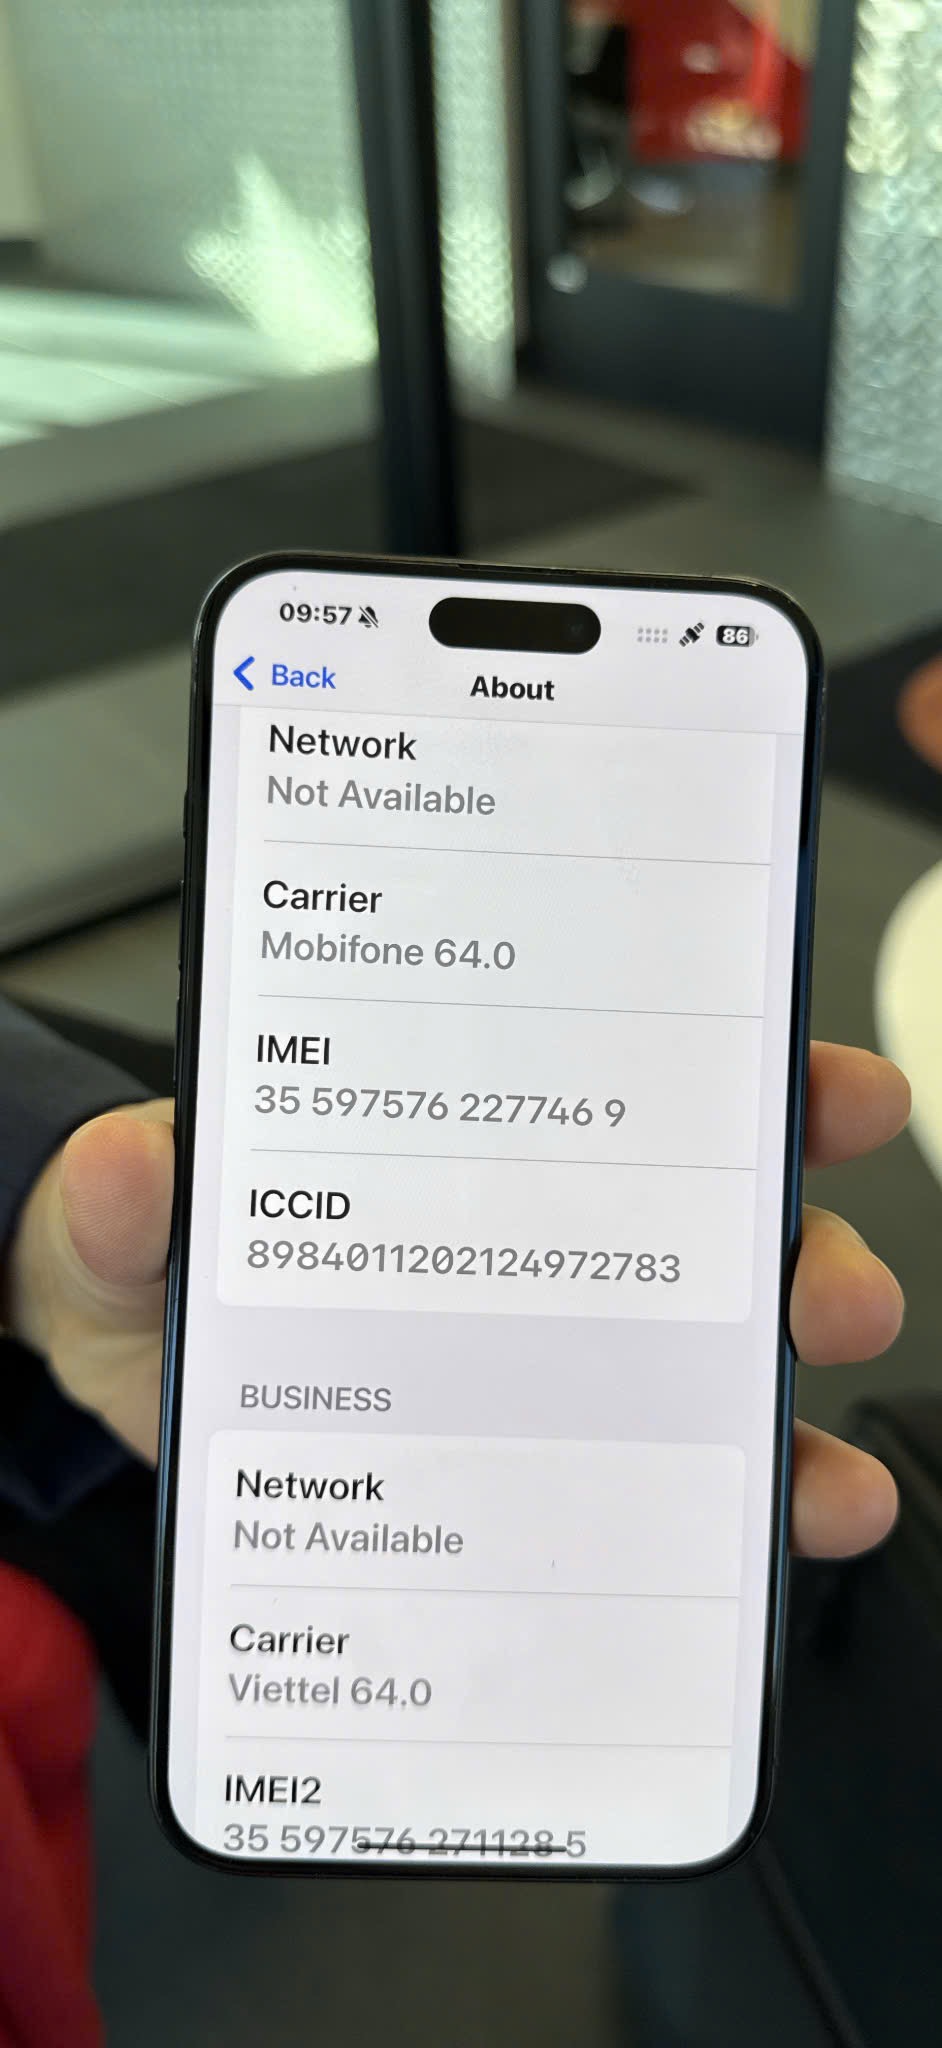 09:57
86
Back
About
Network
Not Available
Carrier
Mobifone 64.0
IMEI
35 597576 227746 9
ICCID
8984011202124972783
BUSINESS
Network
Not Available
Carrier
Viettel 64.0
IMEI2
35 597576 271128 5